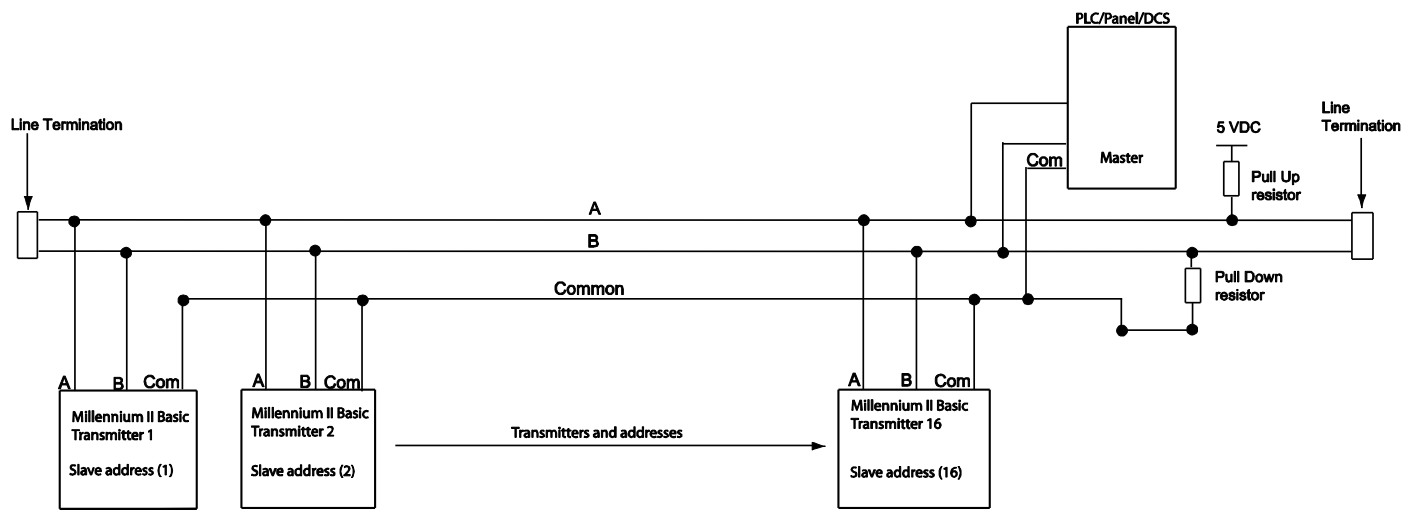 PLC/Panel/DCS
Line Termination
Line
Termination
5 VDC
Master
Com
Pull Up
resistor
A
B
Pull Down
resistor
Common
A B Com
A B Com
A B Com
Millennium II Basic
Transmitter 1
Slave address (1)
Millennium II Basic
Transmitter 2
Slave address (2)
Transmitters and addresses
Millennium II Basic
Transmitter 16
Slave address (16)